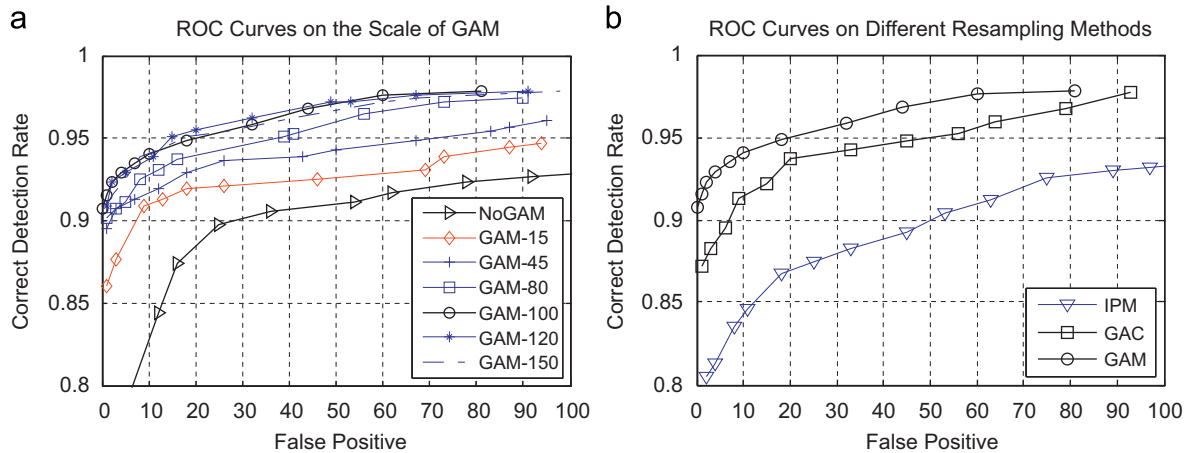 a
ROC Curves on the Scale of GAM
1
0.95
0.9
0.85
0.8
Correct Detection Rate
0 10 20 30 40 50 60 70 80 90 100
False Positive
NoGAM
GAM-15
GAM-45
GAM-80
GAM-100
GAM-120
GAM-150
b
ROC Curves on Different Resampling Methods
1
0.95
0.9
0.85
0.8
Correct Detection Rate
0 10 20 30 40 50 60 70 80 90 100
False Positive
IPM
GAC
GAM